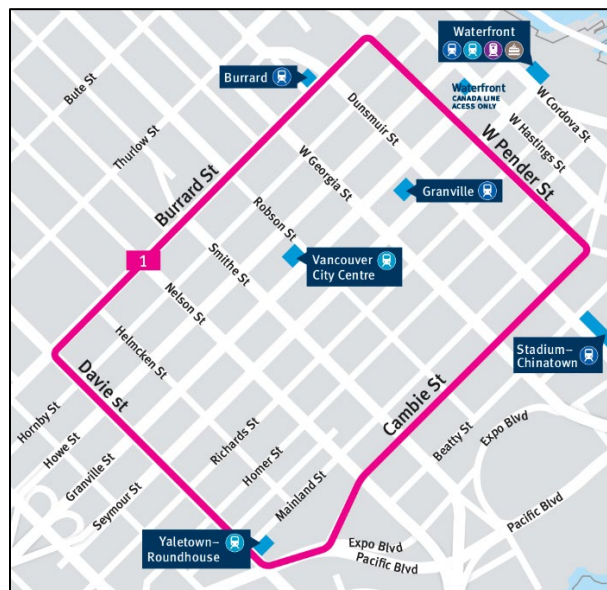 Waterfront
Bute St
Burrard
Waterfront
CANADA LINE
ACESS ONLY
Dunsmuir St
W Cordova St
W Hastings St
W Pender St
Thurlow St
W Georgia St
Burrard St
Granville
Robson St
Vancouver
City Centre
1
Smithe St
Nelson St
Stadium–
Chinatown
Helmcken St
Davie st
Cambie St
Hornby St
Howe St
Granville St
Seymour St
Richards St
Homer St
Mainland St
Beatty St
Expo Blvd
Pacific Blvd
Yaletown–
Roundhouse
Expo Blvd
Pacific Blvd